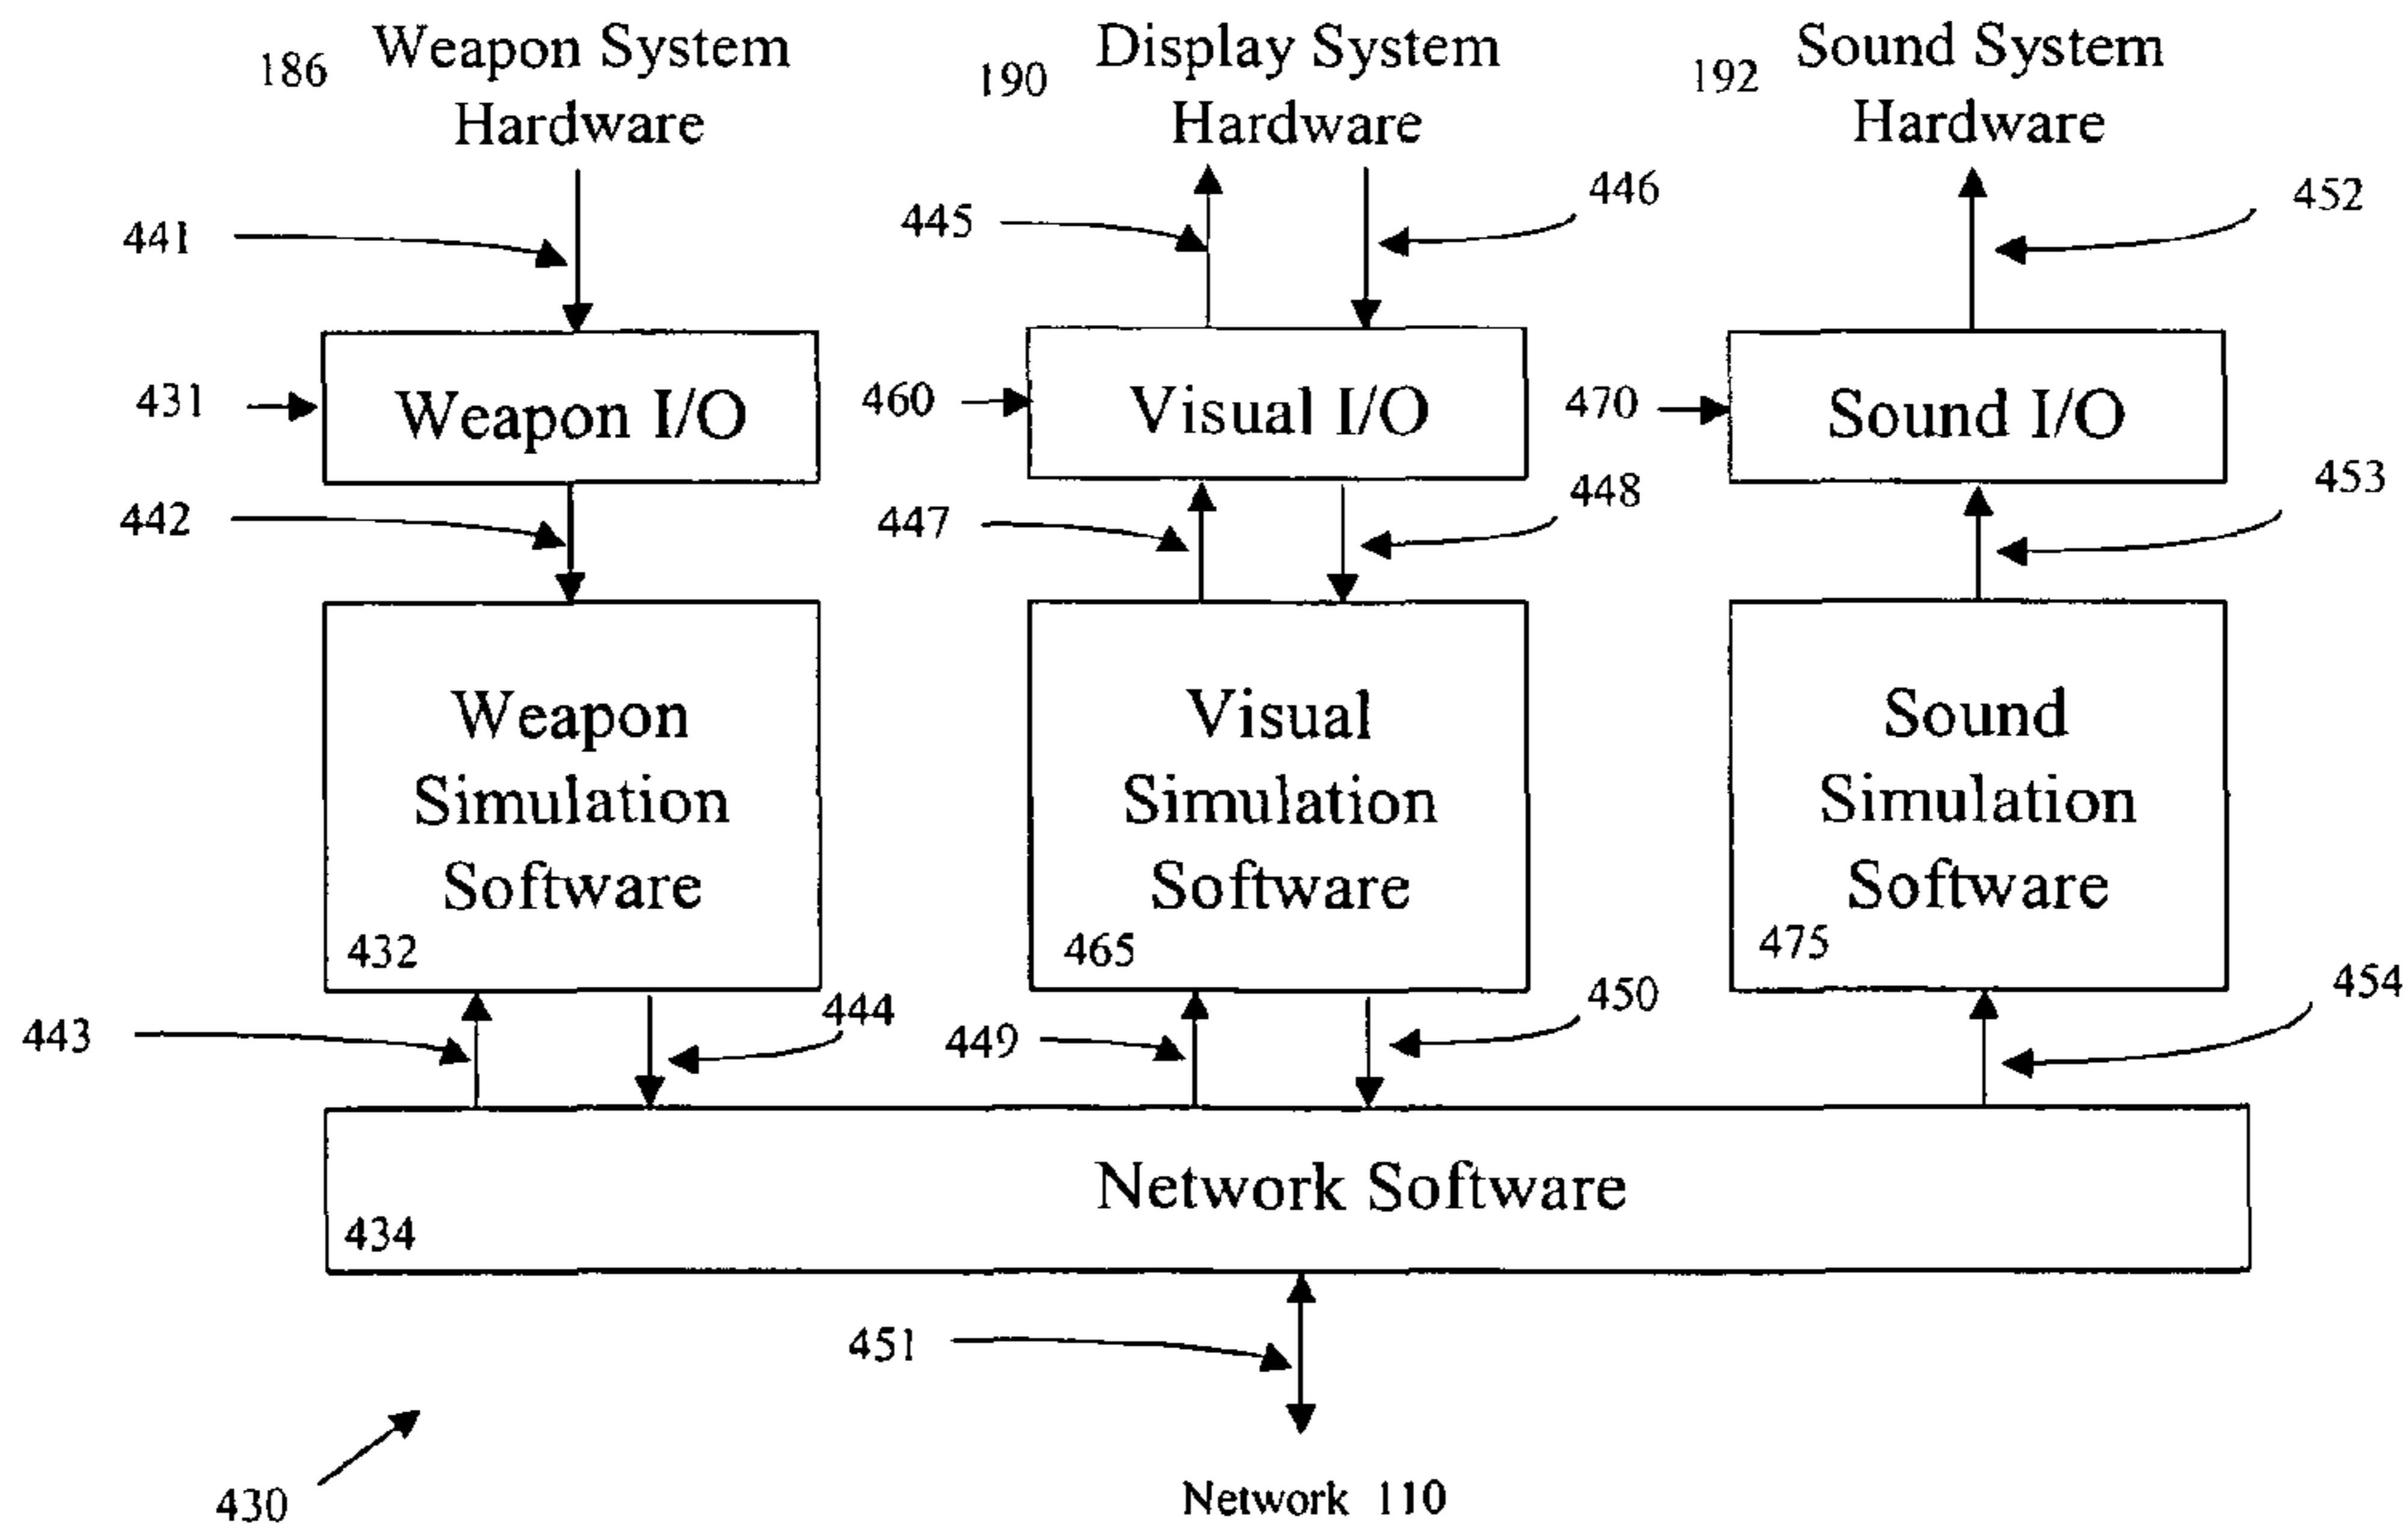 186 Weapon System
Hardware
190 Display System
Hardware
192 Sound System
Hardware
441
445
446
452
431
Weapon I/O
460
Visual I/O
470
Sound I/O
442
447
448
453
Weapon
Simulation
Software
432
Visual
Simulation
Software
465
Sound
Simulation
Software
475
443
444
449
450
454
Network Software
434
451
430
Network 110